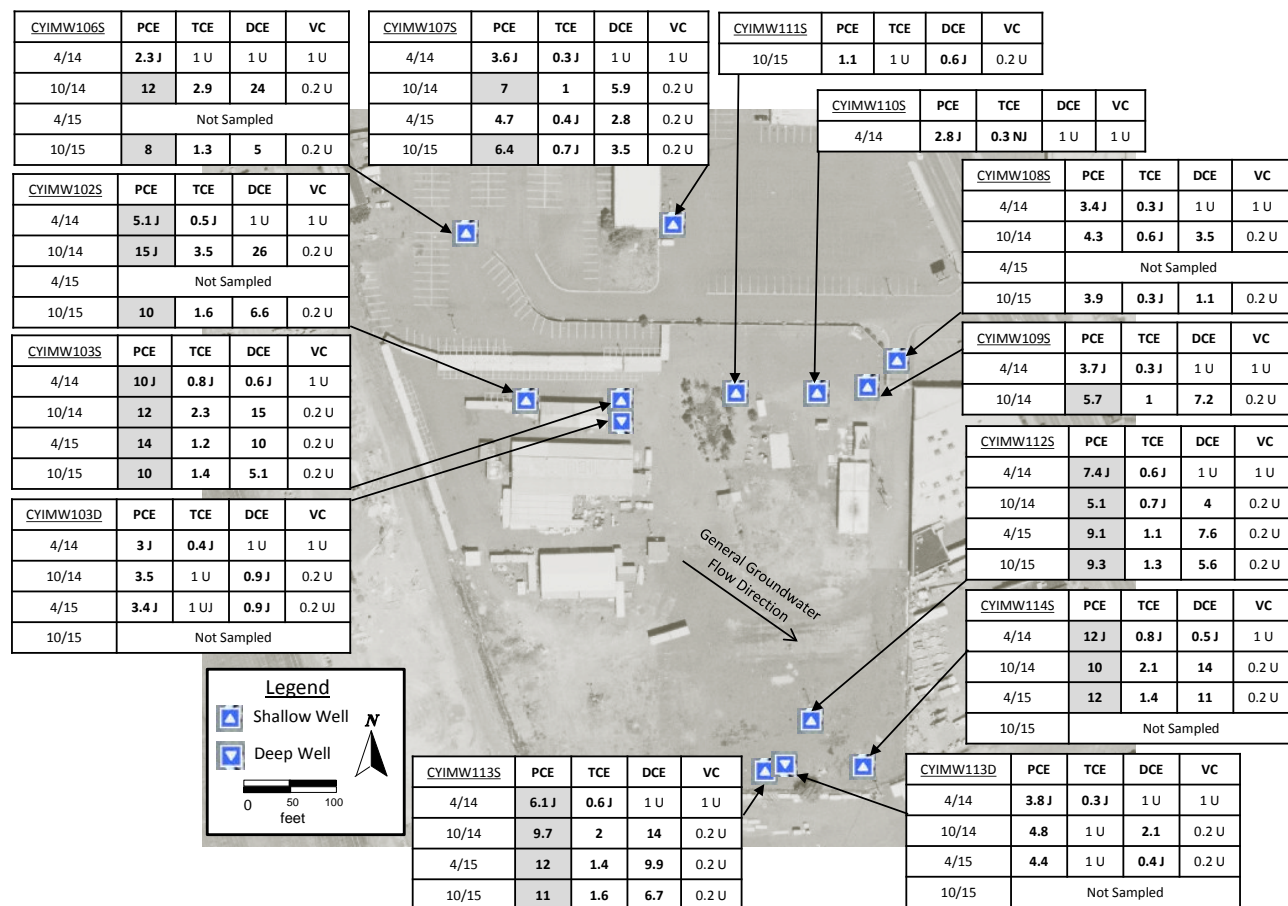 CYIMW106S PCE TCE DCE VC
4/14 2.3 J 1 U 1 U 1 U
10/14 12 2.9 24 0.2 U
4/15 Not Sampled
10/15 8 1.3 5 0.2 U
CYIMW107S PCE TCE DCE VC
4/14 3.6 J 0.3 J 1 U 1 U
10/14 7 1 5.9 0.2 U
4/15 4.7 0.4 J 2.8 0.2 U
10/15 6.4 0.7 J 3.5 0.2 U
CYIMW111S PCE TCE DCE VC
10/15 1.1 1 U 0.6 J 0.2 U
CYIMW110S PCE TCE DCE VC
4/14 2.8 J 0.3 NJ 1 U 1 U
CYIMW102S PCE TCE DCE VC
4/14 5.1 J 0.5 J 1 U 1 U
10/14 15 J 3.5 26 0.2 U
4/15 Not Sampled
10/15 10 1.6 6.6 0.2 U
CYIMW108S PCE TCE DCE VC
4/14 3.4 J 0.3 J 1 U 1 U
10/14 4.3 0.6 J 3.5 0.2 U
4/15 Not Sampled
10/15 3.9 0.3 J 1.1 0.2 U
CYIMW103S PCE TCE DCE VC
4/14 10 J 0.8 J 0.6 J 1 U
10/14 12 2.3 15 0.2 U
4/15 14 1.2 10 0.2 U
10/15 10 1.4 5.1 0.2 U
CYIMW109S PCE TCE DCE VC
4/14 3.7 J 0.3 J 1 U 1 U
10/14 5.7 1 7.2 0.2 U
CYIMW103D PCE TCE DCE VC
4/14 3 J 0.4 J 1 U 1 U
10/14 3.5 1 U 0.9 J 0.2 U
4/15 3.4 J 1 UJ 0.9 J 0.2 UJ
10/15 Not Sampled
CYIMW112S PCE TCE DCE VC
4/14 7.4 J 0.6 J 1 U 1 U
10/14 5.1 0.7 J 4 0.2 U
4/15 9.1 1.1 7.6 0.2 U
10/15 9.3 1.3 5.6 0.2 U
General Groundwater
Flow Direction
CYIMW114S PCE TCE DCE VC
4/14 12 J 0.8 J 0.5 J 1 U
10/14 10 2.1 14 0.2 U
4/15 12 1.4 11 0.2 U
10/15 Not Sampled
Legend
Shallow Well
Deep Well
N
0 50 100
feet
CYIMW113S PCE TCE DCE VC
4/14 6.1 J 0.6 J 1 U 1 U
10/14 9.7 2 14 0.2 U
4/15 12 1.4 9.9 0.2 U
10/15 11 1.6 6.7 0.2 U
CYIMW113D PCE TCE DCE VC
4/14 3.8 J 0.3 J 1 U 1 U
10/14 4.8 1 U 2.1 0.2 U
4/15 4.4 1 U 0.4 J 0.2 U
10/15 Not Sampled